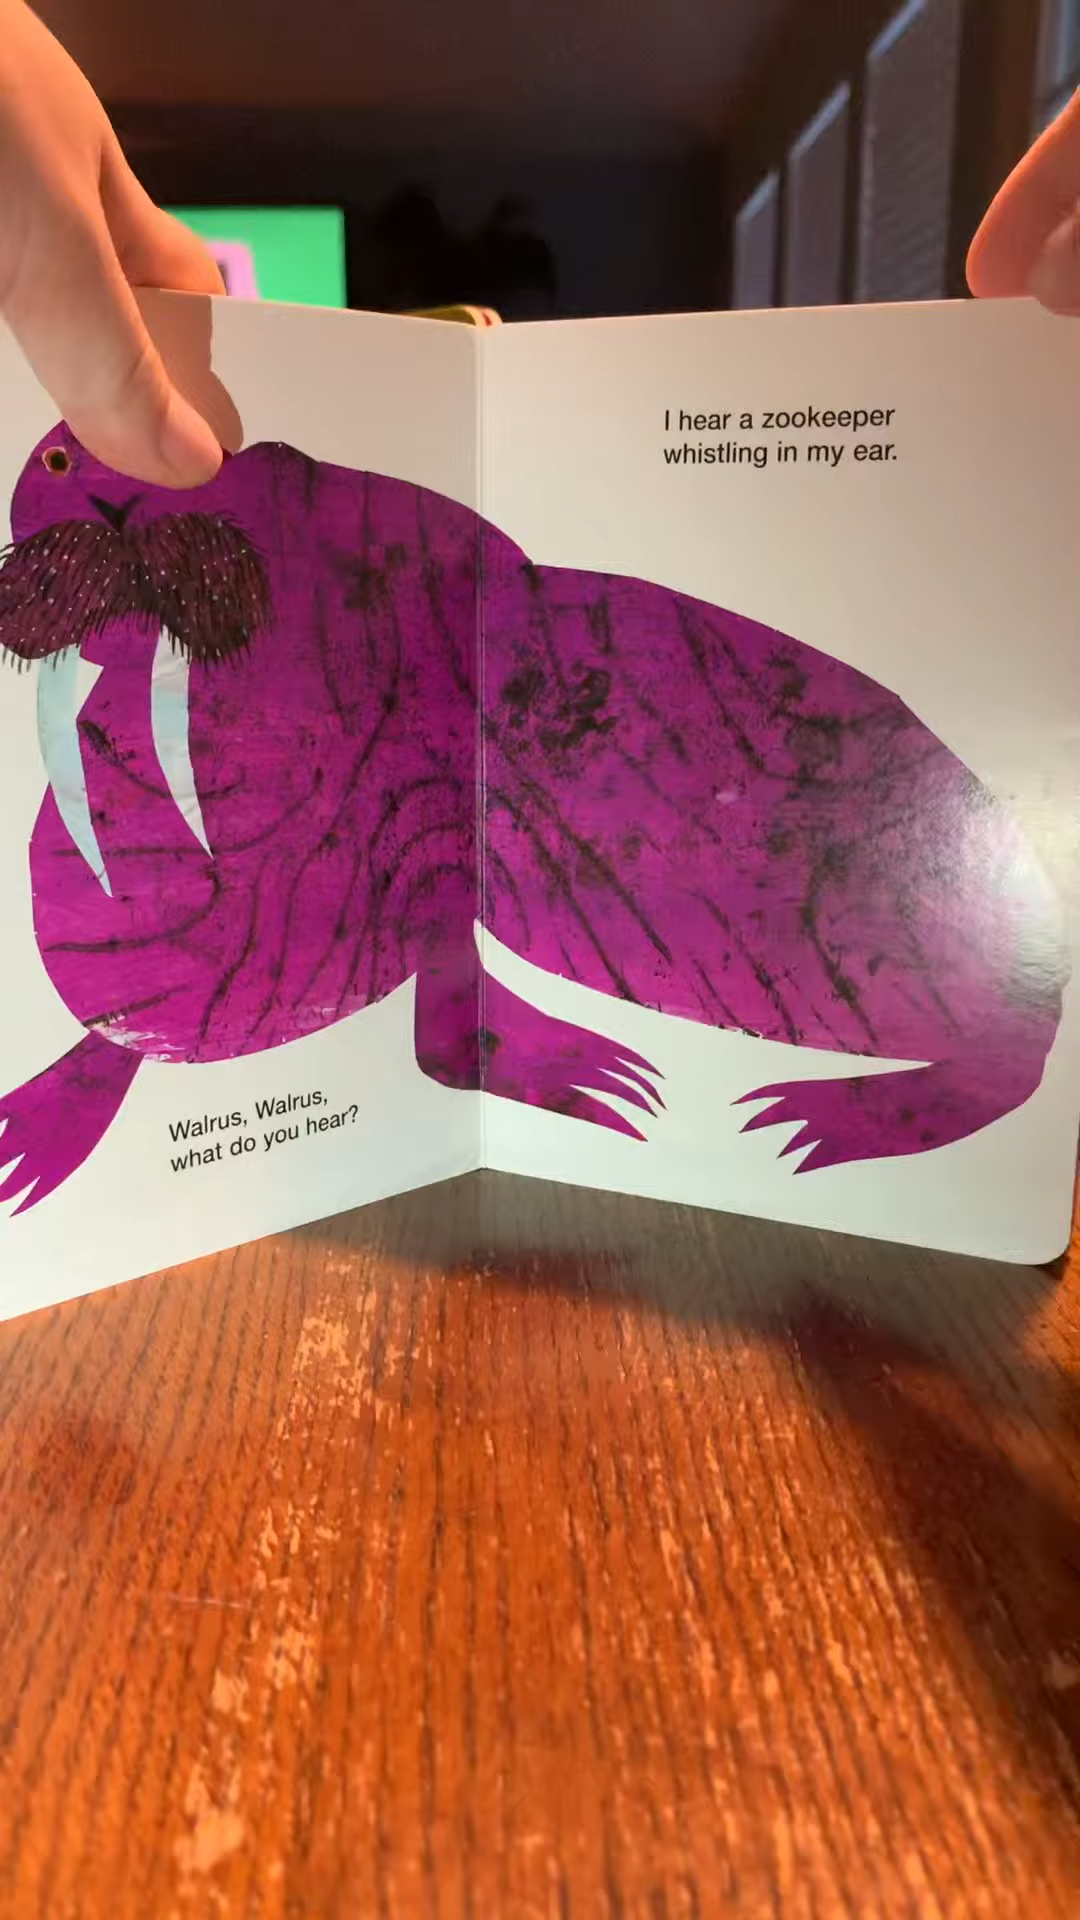 Walrus, Walrus,
what do you hear?
I hear a zookeeper
whistling in my ear.